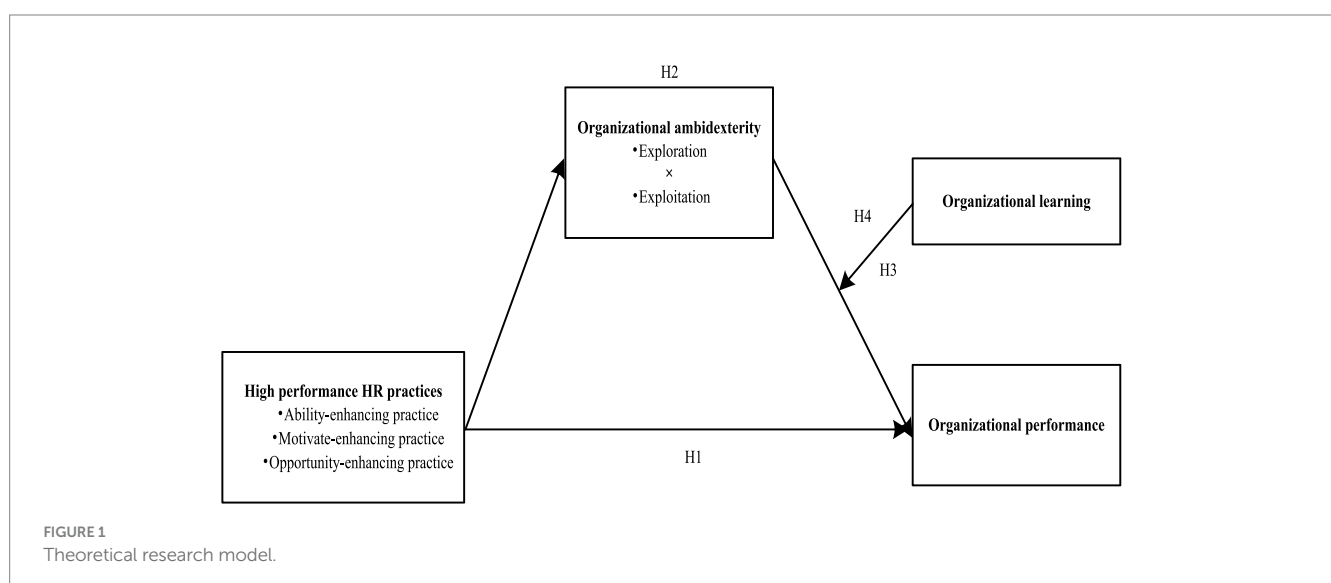 H2
Organizational ambidexterity
•Exploration
×
•Exploitation
Organizational learning
H4
H3
High performance HR practices
•Ability-enhancing practice
•Motivate-enhancing practice
•Opportunity-enhancing practice
Organizational performance
H1
FIGURE 1
Theoretical research model.